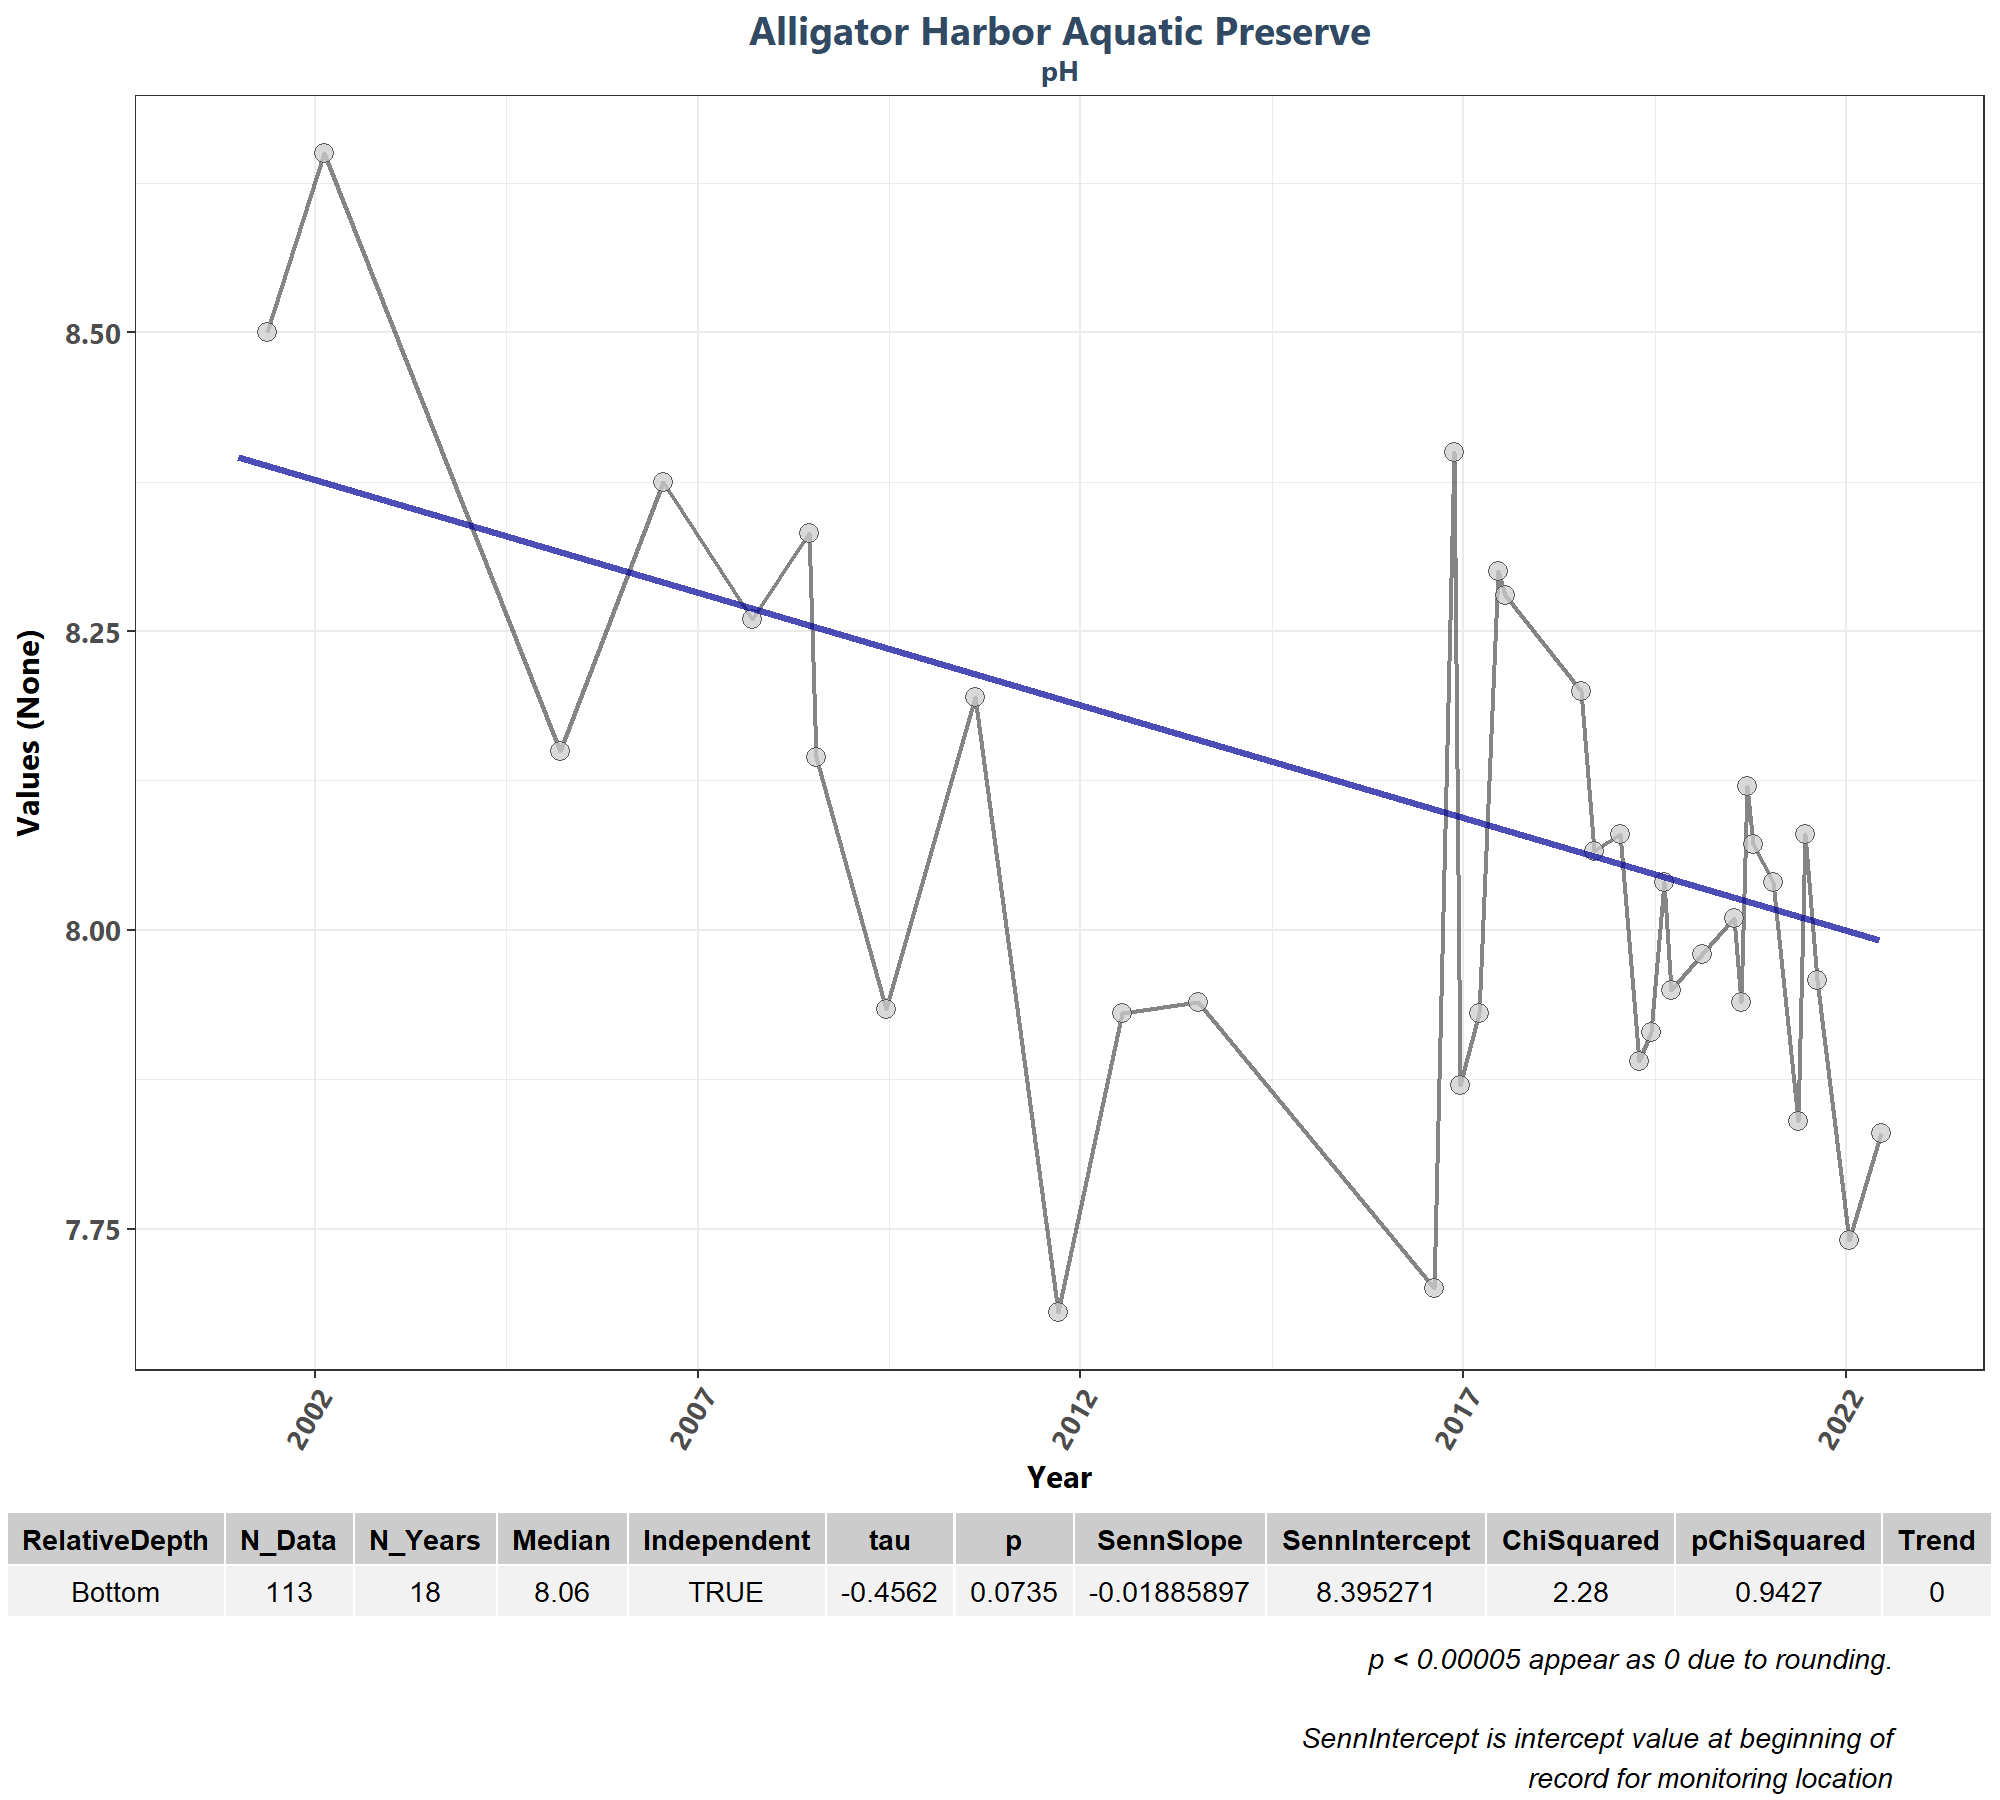 Alligator Harbor Aquatic Preserve
pH
Values (None)
8.50
8.25
8.00
7.75
2002 2007 2012 2017 2022
Year
RelativeDepth N_Data N_Years Median Independent tau p SennSlope SennIntercept ChiSquared pChiSquared Trend
Bottom 113 18 8.06 TRUE -0.4562 0.0735 -0.01885897 8.395271 2.28 0.9427 0
p < 0.00005 appear as 0 due to rounding.
SennIntercept is intercept value at beginning of
record for monitoring location